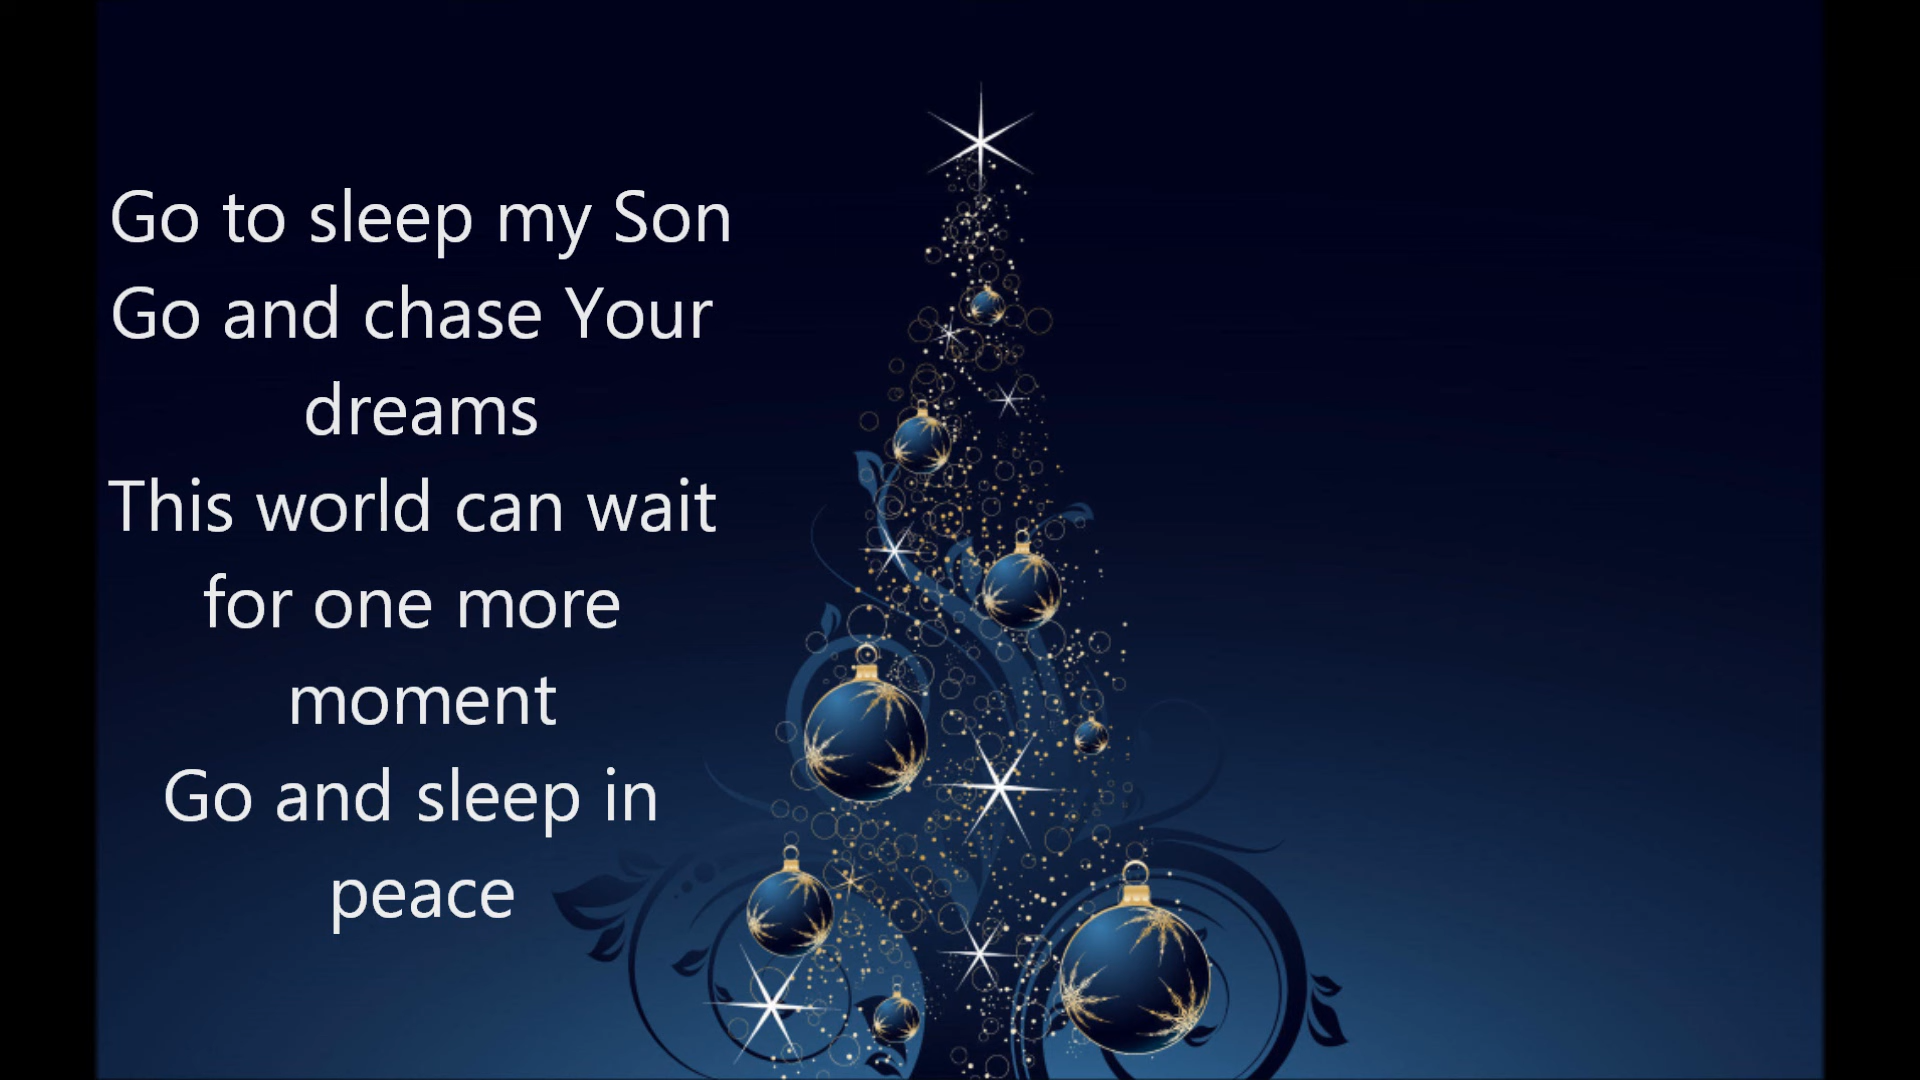 Go to sleep my Son
Go and chase Your
dreams
This world can wait
for one more
moment
Go and sleep in
peace